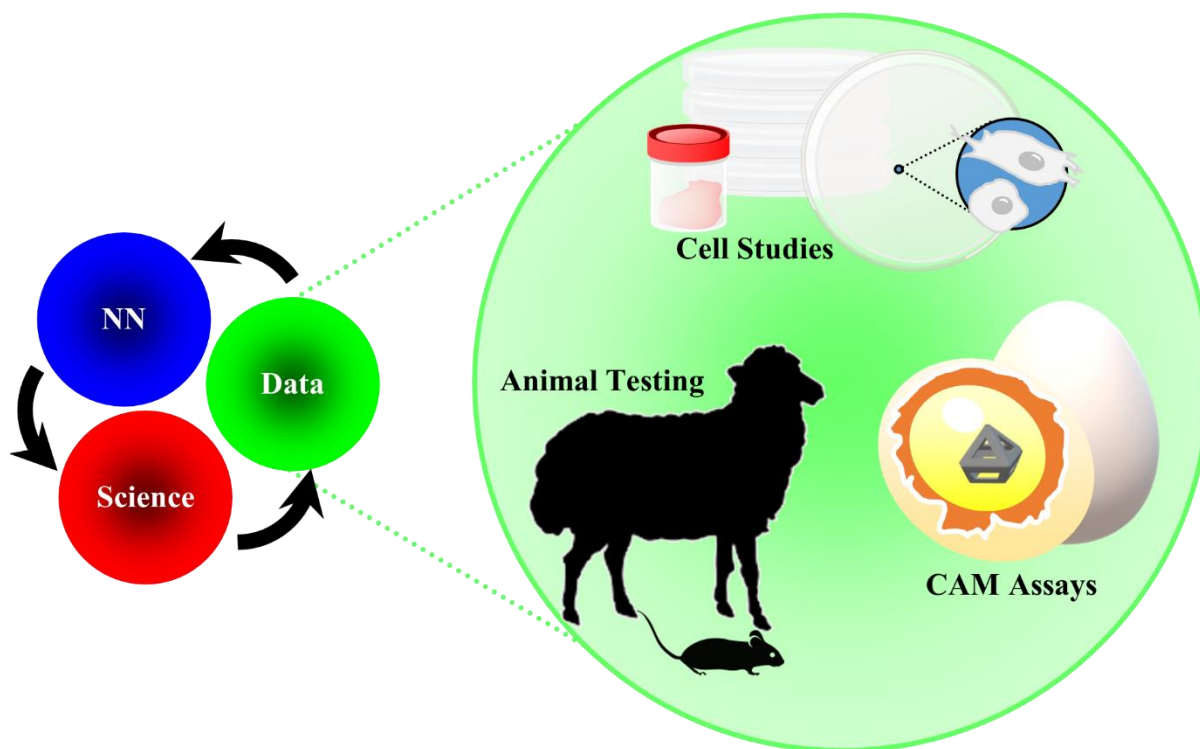 NN
Data
Science
Cell Studies
Animal Testing
CAM Assays